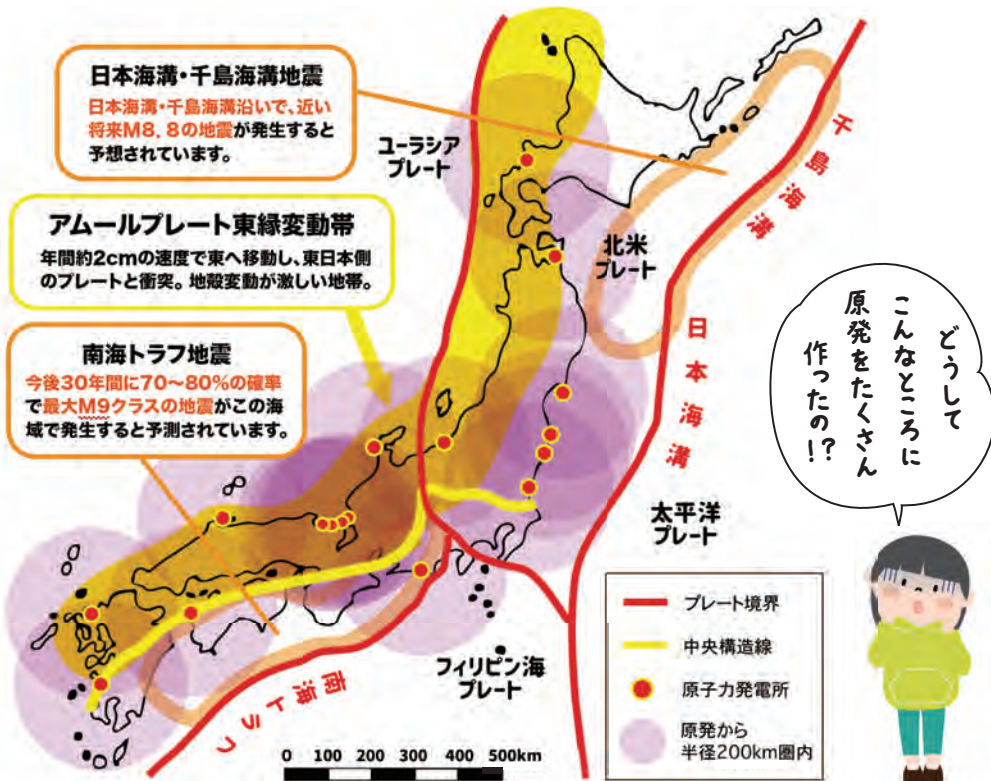 日本海溝・千島海溝地震
日本海溝・千島海溝沿いで、近い
将来M8.8の地震が発生すると
予想されています。
アムールプレート東縁変動帯
年間約2cmの速度で東へ移動し、東日本側
のプレートと衝突。地殻変動が激しい地帯。
南海トラフ地震
今後30年間に70〜80%の確率
で最大M9クラスの地震がこの海
域で発生すると予測されています。
ユーラシア
プレート
北米
プレート
千島海溝
日本海溝
太平洋
プレート
フィリピン海
プレート
南海トラフ
どうして
こんなところに
原発をたくさん
作ったの!?
プレート境界
中央構造線
原子力発電所
原発から
半径200km圏内
0 100 200 300 400 500km